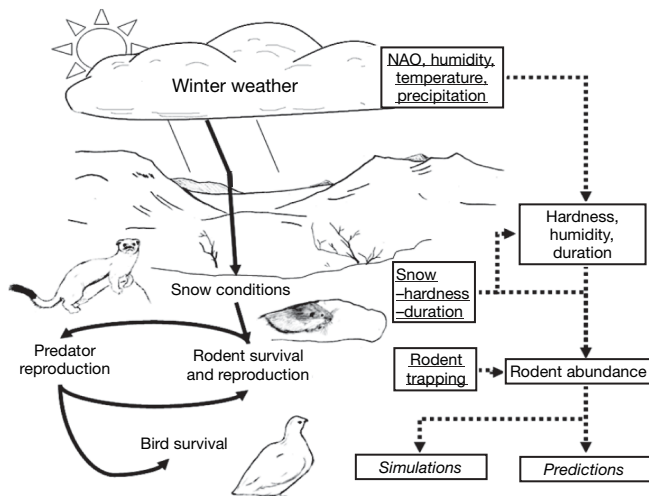 Winter weather
NAO, humidity,
temperature,
precipitation
Hardness,
humidity,
duration
Snow conditions
Snow
–hardness
–duration
Predator
reproduction
Rodent survival
and reproduction
Rodent
trapping
Rodent abundance
Bird survival
Simulations
Predictions